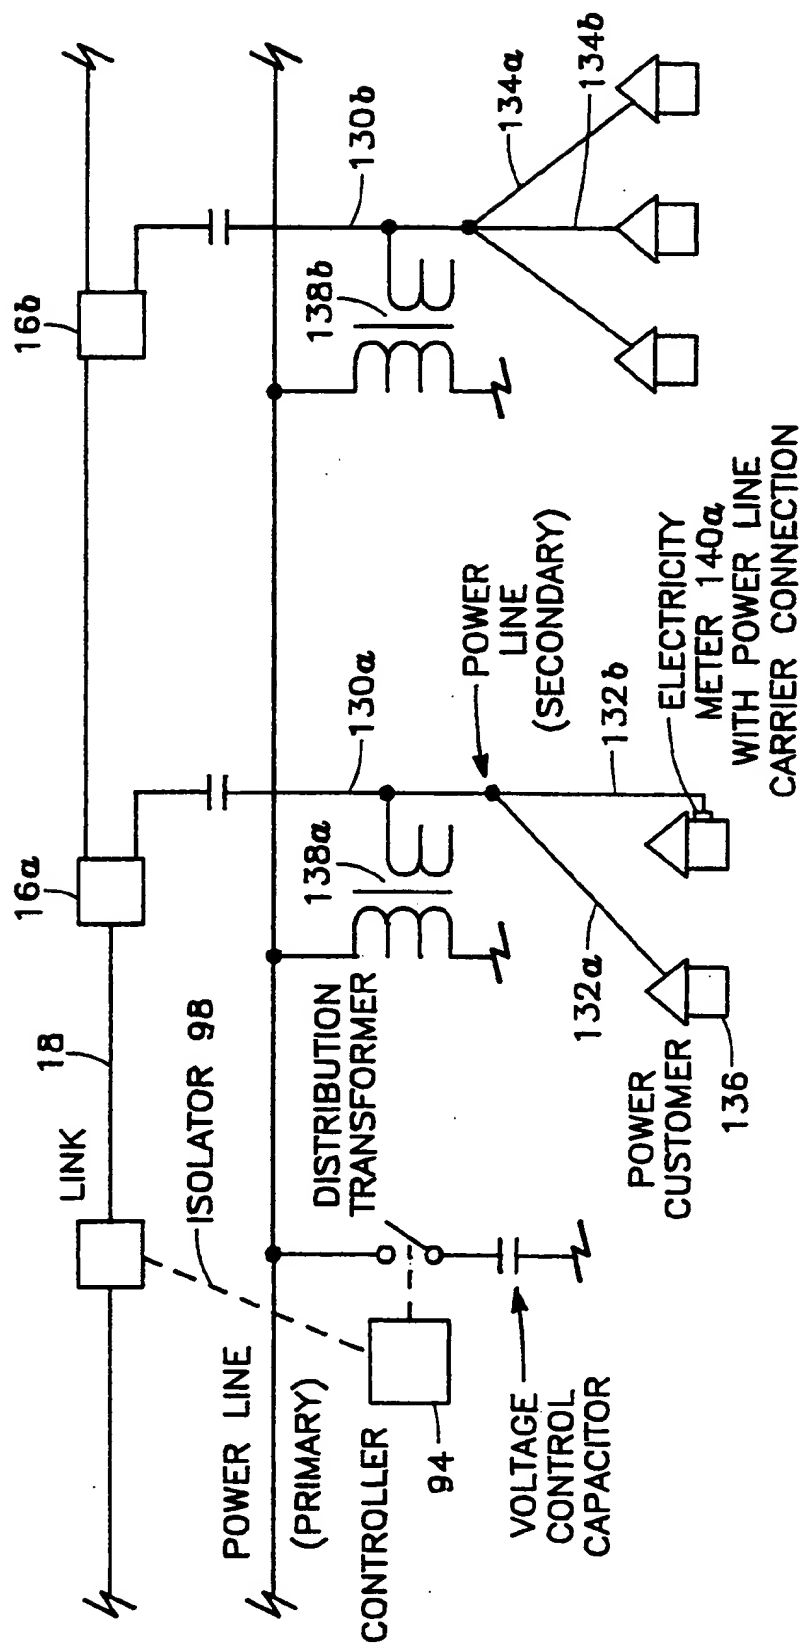 16a
16b
LINK
18
ISOLATOR 98
POWER LINE
(PRIMARY)
CONTROLLER
94
VOLTAGE
CONTROL
CAPACITOR
DISTRIBUTION
TRANSFORMER
138a
130a
POWER
LINE
(SECONDARY)
132a
132b
POWER
CUSTOMER
136
ELECTRICITY
METER 140a
WITH POWER LINE
CARRIER CONNECTION
138b
130b
134a
134b